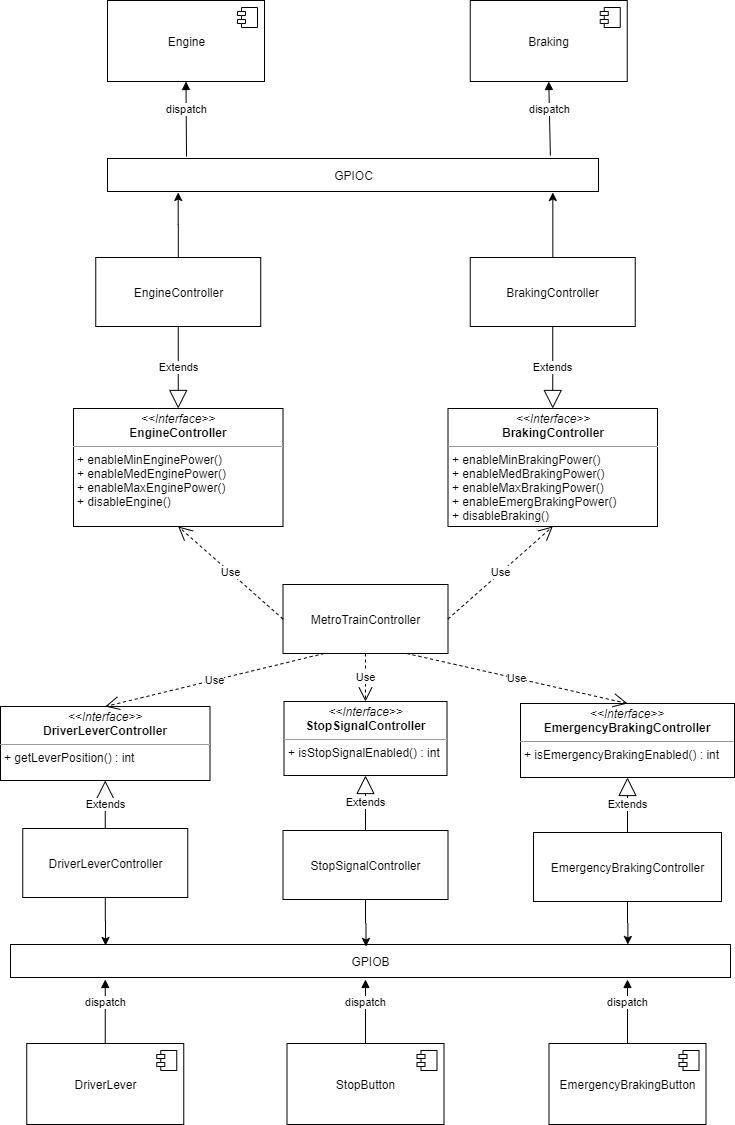 Engine
Braking
dispatch
dispatch
GPIOC
EngineController
BrakingController
Extends
Extends
<<Interface>>
EngineController
+ enableMinEnginePower()
+ enableMedEnginePower()
+ enableMaxEnginePower()
+ disableEngine()
<<Interface>>
BrakingController
+ enableMinBrakingPower()
+ enableMedBrakingPower()
+ enableMaxBrakingPower()
+ enableEmergBrakingPower()
+ disableBraking()
Use
Use
MetroTrainController
Use
Use
Use
<<Interface>>
DriverLeverController
+ getLeverPosition() : int
<<Interface>>
StopSignalController
+ isStopSignalEnabled() : int
<<Interface>>
EmergencyBrakingController
+ isEmergencyBrakingEnabled() : int
Extends
Extends
Extends
DriverLeverController
StopSignalController
EmergencyBrakingController
GPIOB
dispatch
dispatch
dispatch
DriverLever
StopButton
EmergencyBrakingButton